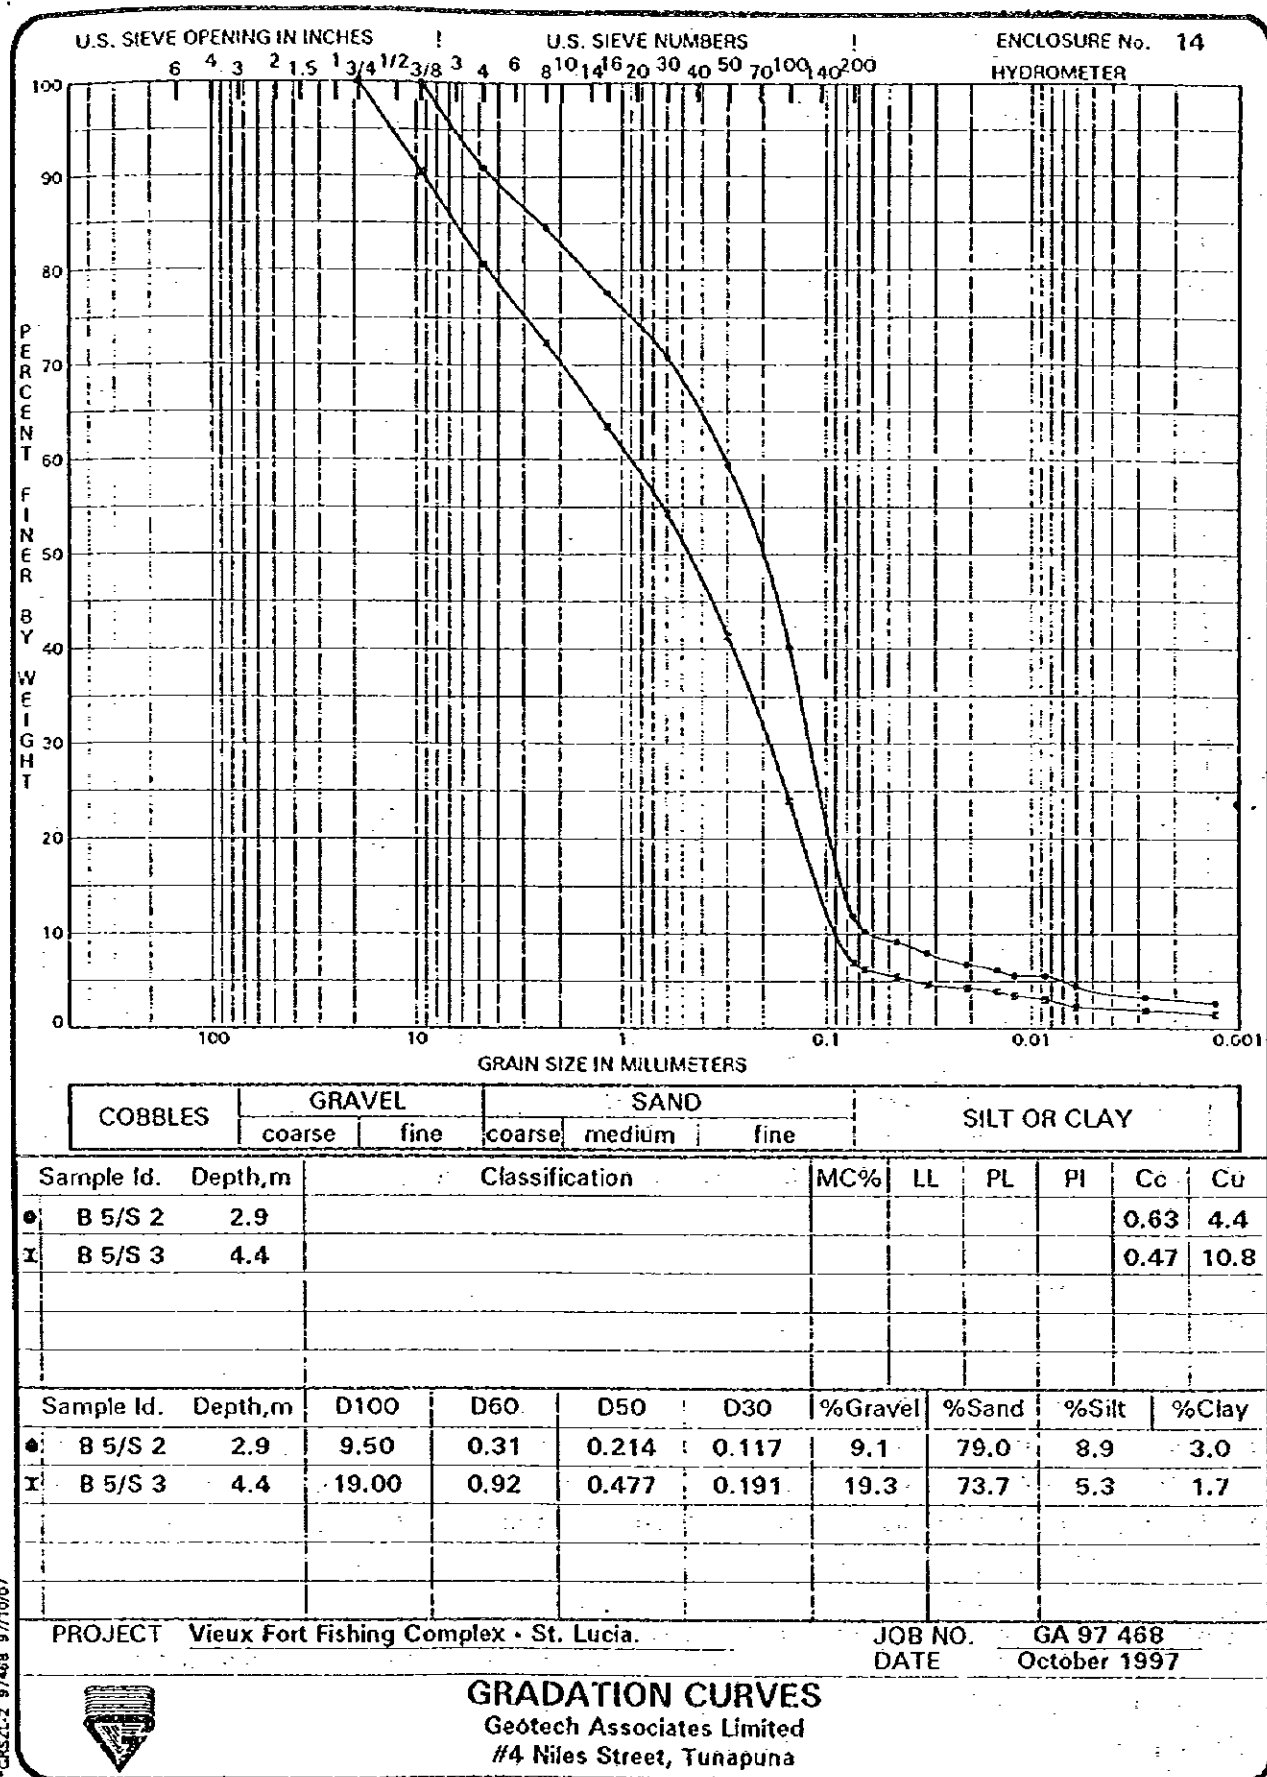 U.S. SIEVE OPENING IN INCHES U.S. SIEVE NUMBERS ENCLOSURE No. 14
HYDROMETER
6 4 3 2 1.5 1 3/4 1/2 3/8 3 4 6 8 10 14 16 20 30 40 50 70 100 140 200
100
90
80
70
60
50
40
30
20
10
0
PERCENT FINER BY WEIGHT
100 10 1 0.1 0.01 0.001
GRAIN SIZE IN MILLIMETERS
COBBLES GRAVEL SAND SILT OR CLAY
coarse fine coarse medium fine
Sample Id. Depth,m Classification MC% LL PL PI Cc Cu
B 5/S 2 2.9 0.63 4.4
B 5/S 3 4.4 0.47 10.8
Sample Id. Depth,m D100 D60 D50 D30 %Gravel %Sand %Silt %Clay
B 5/S 2 2.9 9.50 0.31 0.214 0.117 9.1 79.0 8.9 3.0
B 5/S 3 4.4 19.00 0.92 0.477 0.191 19.3 73.7 5.3 1.7
PROJECT Vieux Fort Fishing Complex - St. Lucia. JOB NO. GA 97 468
DATE October 1997
GRADATION CURVES
Geotech Associates Limited
#4 Niles Street, Tunapuna